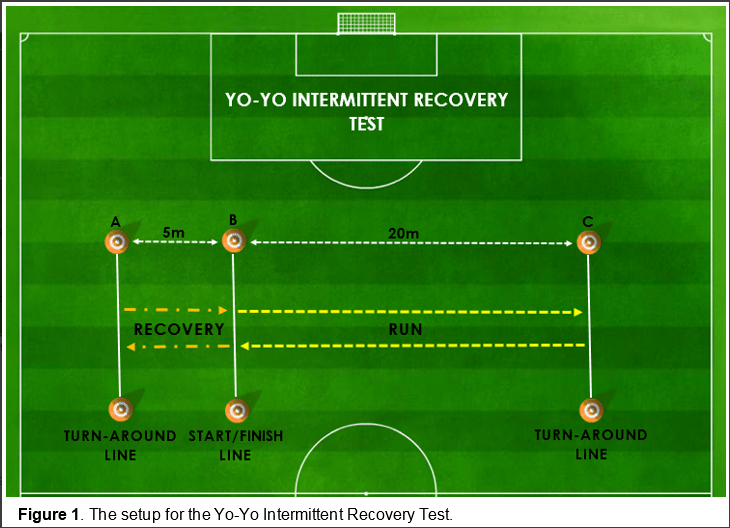 YO-YO INTERMITTENT RECOVERY
TEST
A
B
C
5m
20m
RECOVERY
RUN
TURN-AROUND
LINE
START/FINISH
LINE
TURN-AROUND
LINE
Figure 1. The setup for the Yo-Yo Intermittent Recovery Test.